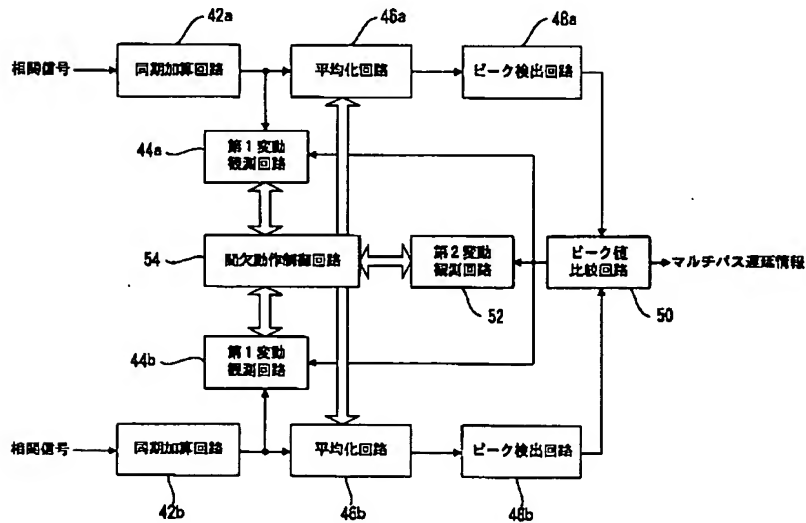 42a
46a
48a
相関信号
同期加算回路
平均化回路
ピーク検出回路
44a
第1変動
観測回路
54
間欠動作制御回路
第2変動
観測回路
ピーク値
比較回路
マルチパス遅延情報
52
50
44b
第1変動
観測回路
相関信号
同期加算回路
平均化回路
ピーク検出回路
42b
46b
48b